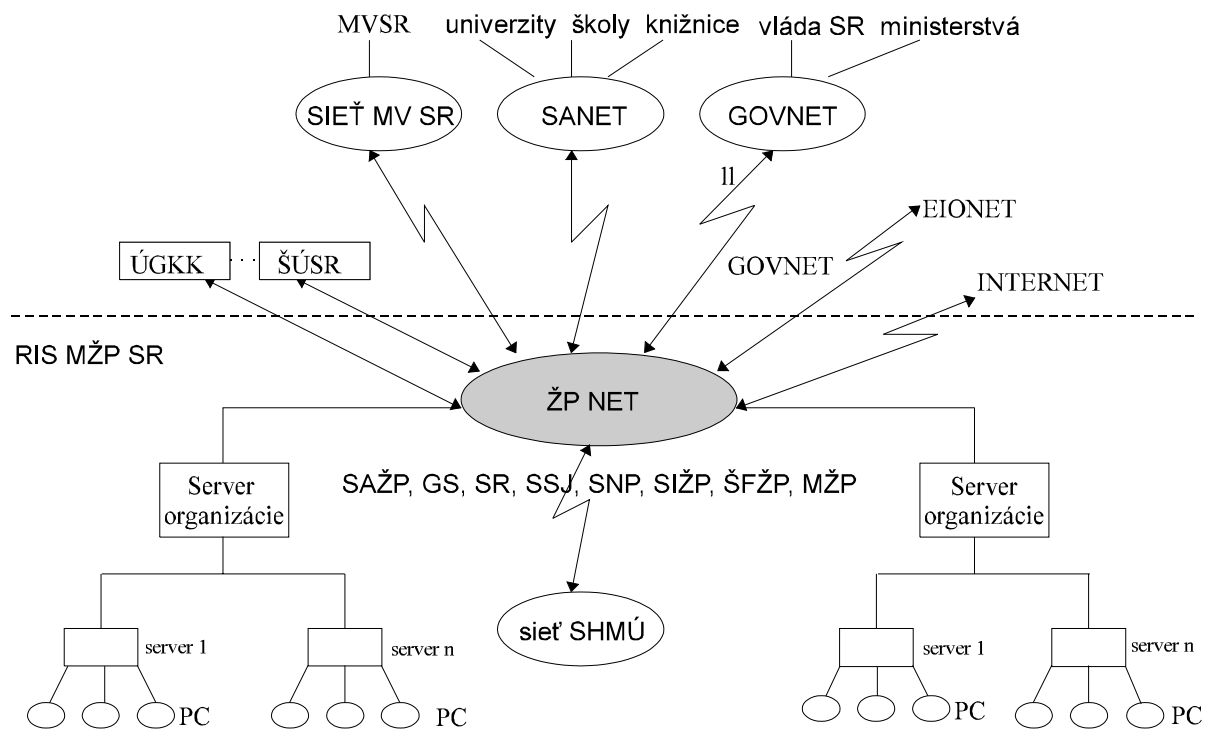 MVSR
univerzity školy knižnice
vláda SR ministerstvá
SIEŤ MV SR
SANET
GOVNET
ll
EIONET
ÚGKK . . . ŠÚSR
GOVNET
INTERNET
RIS MŽP SR
ŽP NET
SAŽP, GS, SR, SSJ, SNP, SIŽP, ŠFŽP, MŽP
Server
organizácie
Server
organizácie
sieť SHMÚ
server 1
server n
server 1
server n
PC
PC
PC
PC